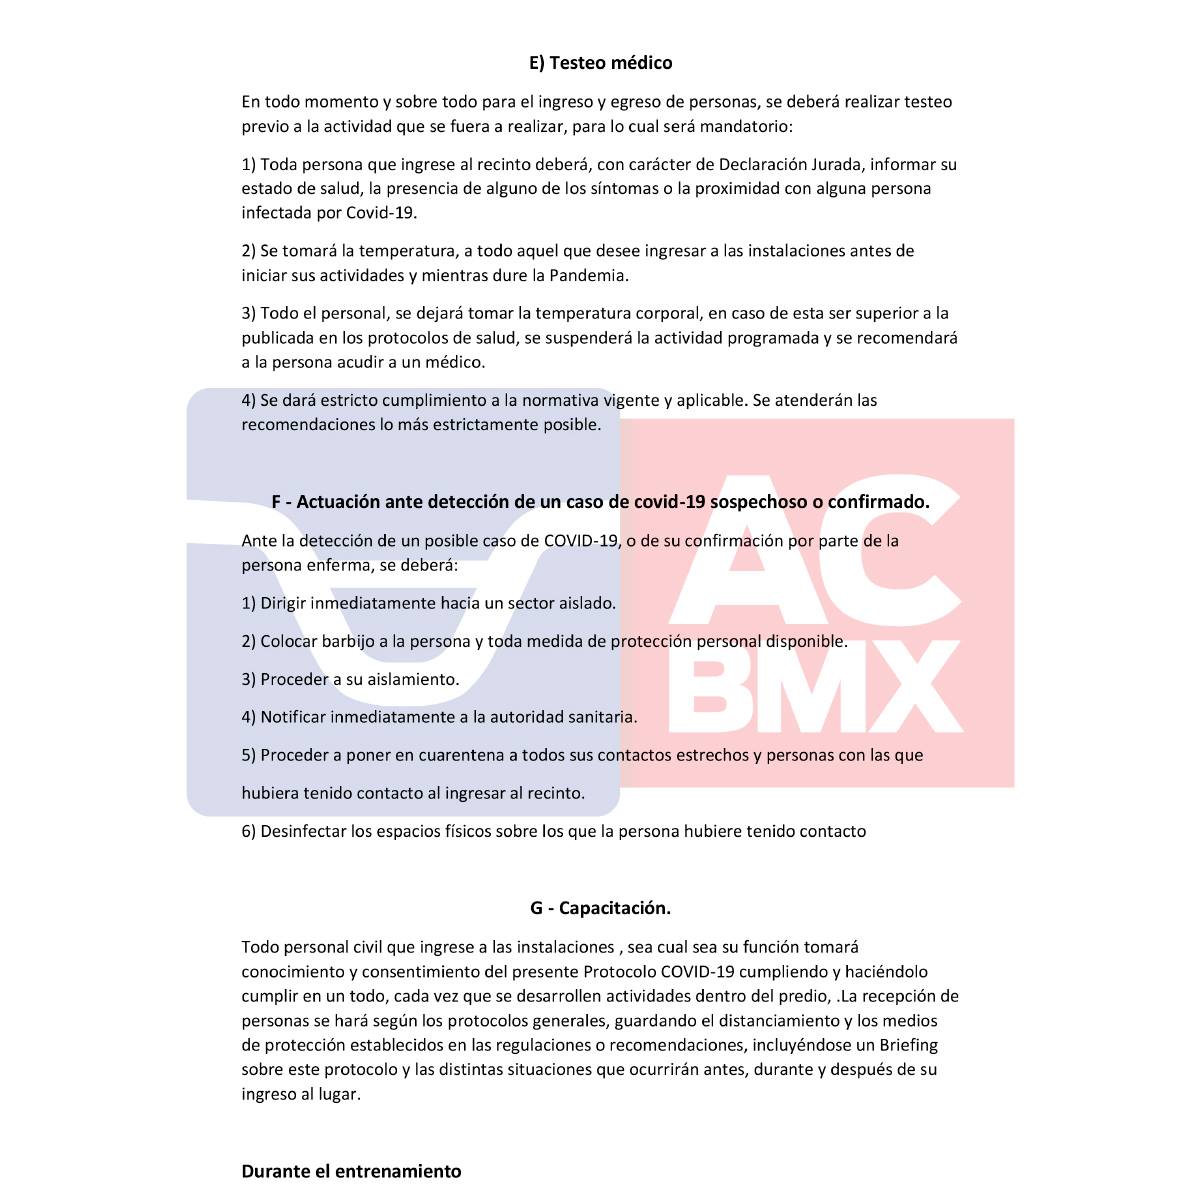 E) Testeo médico
En todo momento y sobre todo para el ingreso y egreso de personas, se deberá realizar testeo
previo a la actividad que se fuera a realizar, para lo cual será mandatorio:
1) Toda persona que ingrese al recinto deberá, con carácter de Declaración Jurada, informar su
estado de salud, la presencia de alguno de los síntomas o la proximidad con alguna persona
infectada por Covid-19.
2) Se tomará la temperatura, a todo aquel que desee ingresar a las instalaciones antes de
iniciar sus actividades y mientras dure la Pandemia.
3) Todo el personal, se dejará tomar la temperatura corporal, en caso de esta ser superior a la
publicada en los protocolos de salud, se suspenderá la actividad programada y se recomendará
a la persona acudir a un médico.
4) Se dará estricto cumplimiento a la normativa vigente y aplicable. Se atenderán las
recomendaciones lo más estrictamente posible.
F - Actuación ante detección de un caso de covid-19 sospechoso o confirmado.
Ante la detección de un posible caso de COVID-19, o de su confirmación por parte de la
persona enferma, se deberá:
1) Dirigir inmediatamente hacia un sector aislado.
2) Colocar barbijo a la persona y toda medida de protección personal disponible.
3) Proceder a su aislamiento.
4) Notificar inmediatamente a la autoridad sanitaria.
5) Proceder a poner en cuarentena a todos sus contactos estrechos y personas con las que
hubiera tenido contacto al ingresar al recinto.
6) Desinfectar los espacios físicos sobre los que la persona hubiere tenido contacto
AC
BMX
G - Capacitación.
Todo personal civil que ingrese a las instalaciones , sea cual sea su función tomará
conocimiento y consentimiento del presente Protocolo COVID-19 cumpliendo y haciéndolo
cumplir en un todo, cada vez que se desarrollen actividades dentro del predio, .La recepción de
personas se hará según los protocolos generales, guardando el distanciamiento y los medios
de protección establecidos en las regulaciones o recomendaciones, incluyéndose un Briefing
sobre este protocolo y las distintas situaciones que ocurrirán antes, durante y después de su
ingreso al lugar.
Durante el entrenamiento